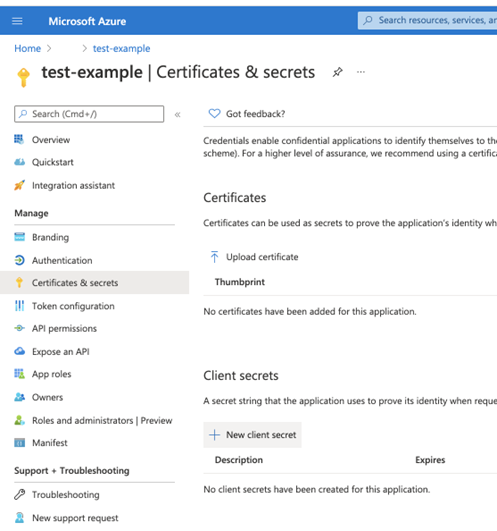 Microsoft Azure
Search resources, services, an
Home > > test-example
test-example | Certificates & secrets
Search (Cmd+/)
«
Got feedback?
Overview
Quickstart
Integration assistant
Manage
Branding
Authentication
Certificates & secrets
Token configuration
API permissions
Expose an API
App roles
Owners
Roles and administrators | Preview
Manifest
Support + Troubleshooting
Troubleshooting
New support request
Credentials enable confidential applications to identify themselves to the
scheme). For a higher level of assurance, we recommend using a certifica
Certificates
Certificates can be used as secrets to prove the application's identity wh
Upload certificate
Thumbprint
No certificates have been added for this application.
Client secrets
A secret string that the application uses to prove its identity when reque
New client secret
Description Expires
No client secrets have been created for this application.